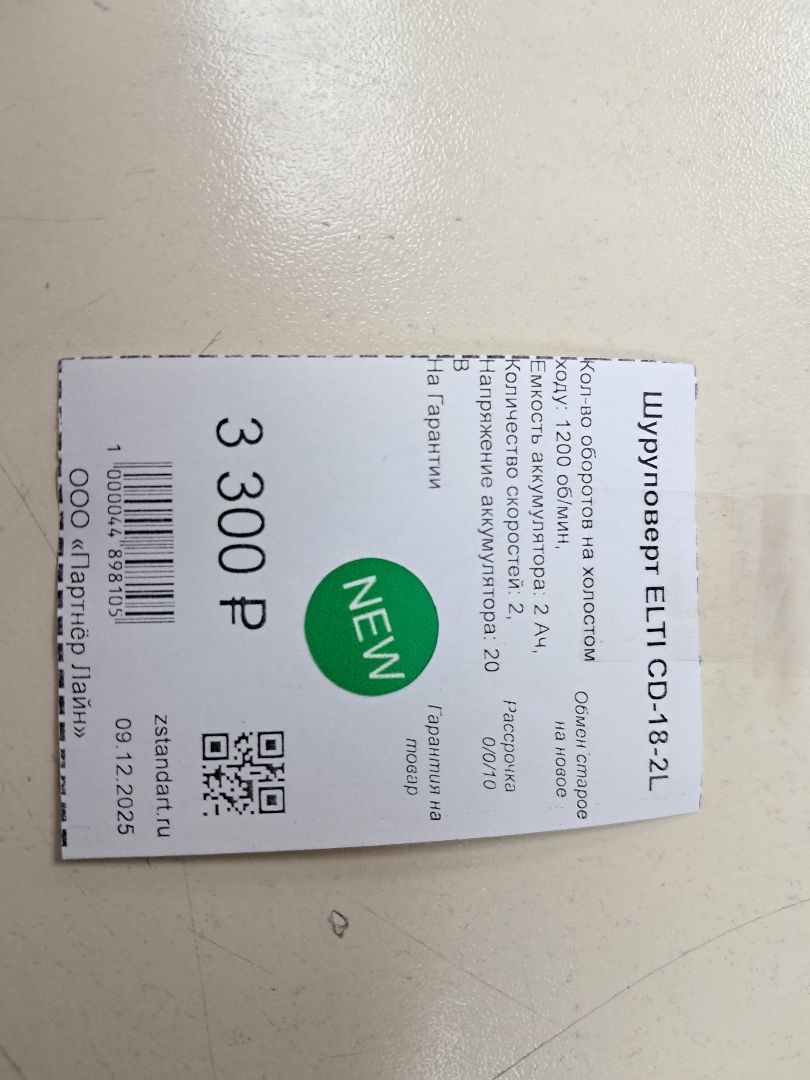 Шуруповерт ELTI CD-18-2L
Кол-во оборотов на холостом
ходу: 1200 об/мин,
Емкость аккумулятора: 2 Ач,
Количество скоростей: 2,
Напряжение аккумулятора: 20
В
На Гарантии
Обмен старое
на новое
Рассрочка
0/0/10
Гарантия на
товар
NEW
3 300 ₽
1 000044 898105
zstandart.ru
09.12.2025
ООО «Партнёр Лайн»